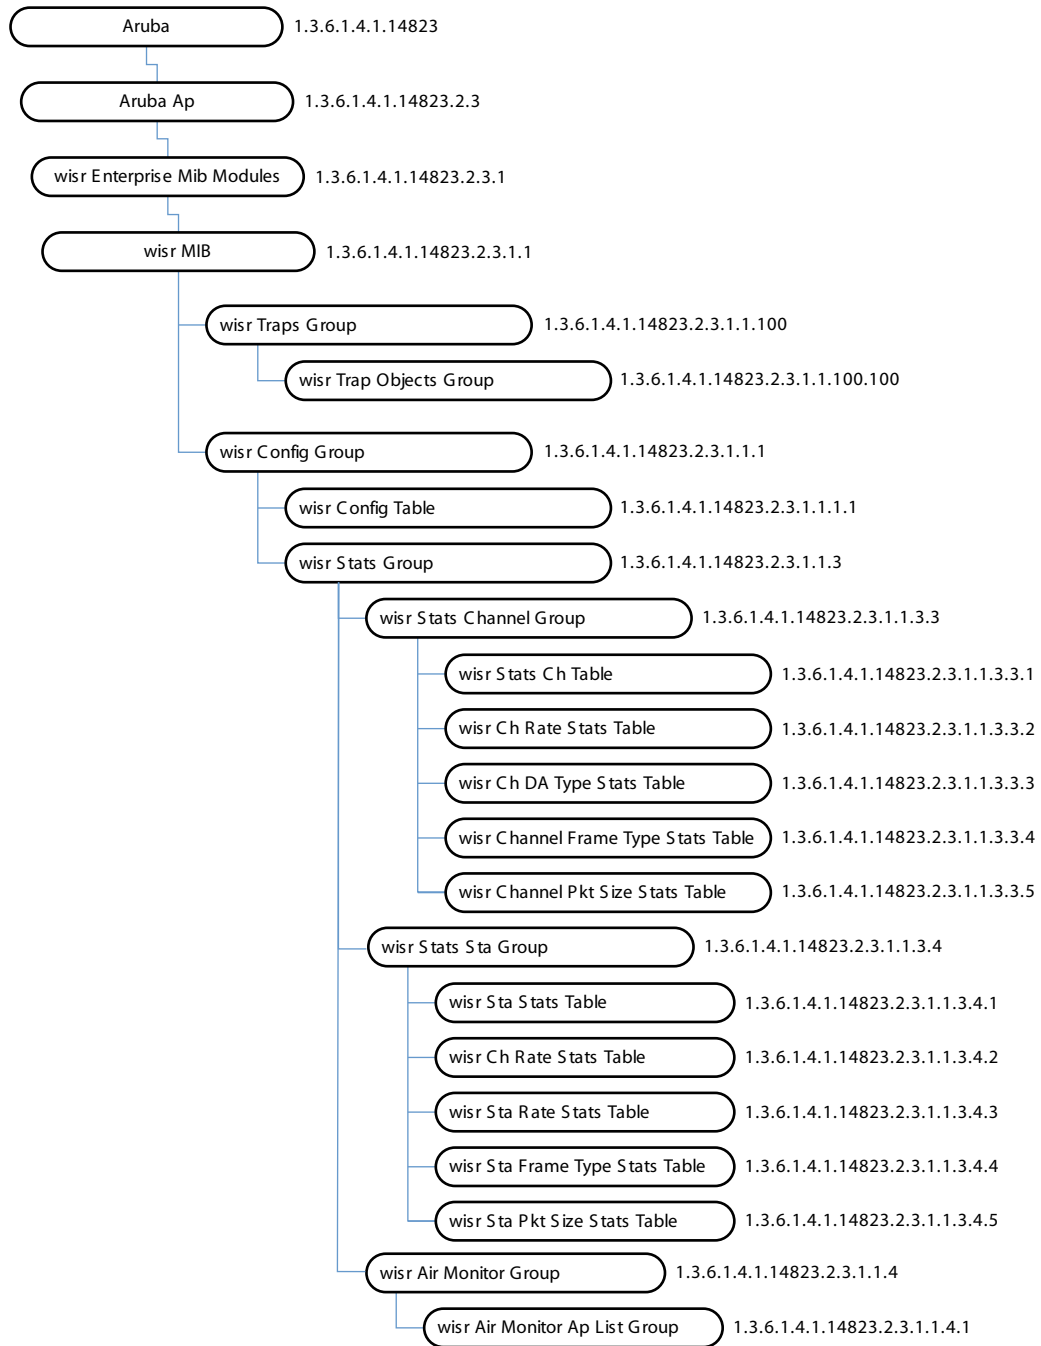 Aruba 1.3.6.1.4.1.14823
Aruba Ap 1.3.6.1.4.1.14823.2.3
wisr Enterprise Mib Modules 1.3.6.1.4.1.14823.2.3.1
wisr MIB 1.3.6.1.4.1.14823.2.3.1.1
wisr Traps Group 1.3.6.1.4.1.14823.2.3.1.1.100
wisr Trap Objects Group 1.3.6.1.4.1.14823.2.3.1.1.100.100
wisr Config Group 1.3.6.1.4.1.14823.2.3.1.1.1
wisr Config Table 1.3.6.1.4.1.14823.2.3.1.1.1.1
wisr Stats Group 1.3.6.1.4.1.14823.2.3.1.1.3
wisr Stats Channel Group 1.3.6.1.4.1.14823.2.3.1.1.3.3
wisr Stats Ch Table 1.3.6.1.4.1.14823.2.3.1.1.3.3.1
wisr Ch Rate Stats Table 1.3.6.1.4.1.14823.2.3.1.1.3.3.2
wisr Ch DA Type Stats Table 1.3.6.1.4.1.14823.2.3.1.1.3.3.3
wisr Channel Frame Type Stats Table 1.3.6.1.4.1.14823.2.3.1.1.3.3.4
wisr Channel Pkt Size Stats Table 1.3.6.1.4.1.14823.2.3.1.1.3.3.5
wisr Stats Sta Group 1.3.6.1.4.1.14823.2.3.1.1.3.4
wisr Sta Stats Table 1.3.6.1.4.1.14823.2.3.1.1.3.4.1
wisr Ch Rate Stats Table 1.3.6.1.4.1.14823.2.3.1.1.3.4.2
wisr Sta Rate Stats Table 1.3.6.1.4.1.14823.2.3.1.1.3.4.3
wisr Sta Frame Type Stats Table 1.3.6.1.4.1.14823.2.3.1.1.3.4.4
wisr Sta Pkt Size Stats Table 1.3.6.1.4.1.14823.2.3.1.1.3.4.5
wisr Air Monitor Group 1.3.6.1.4.1.14823.2.3.1.1.4
wisr Air Monitor Ap List Group 1.3.6.1.4.1.14823.2.3.1.1.4.1